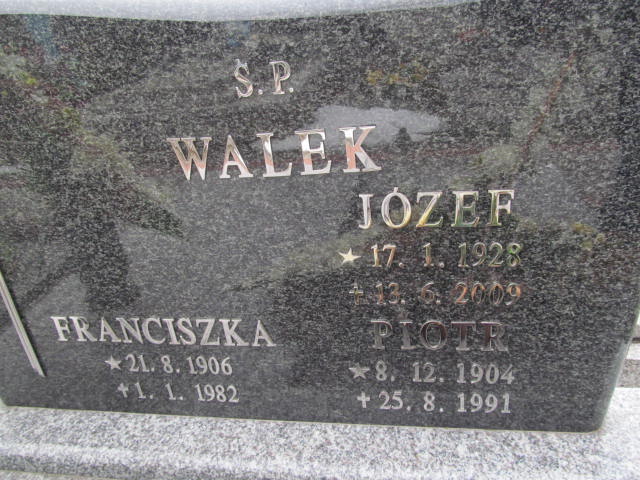 Ś.P.
WALEK
JÓZEF
★ 17. 1. 1928
✝ 13. 6. 2009
FRANCISZKA
★ 21. 8. 1906
✝ 1. 1. 1982
PIOTR
★ 8. 12. 1904
✝ 25. 8. 1991